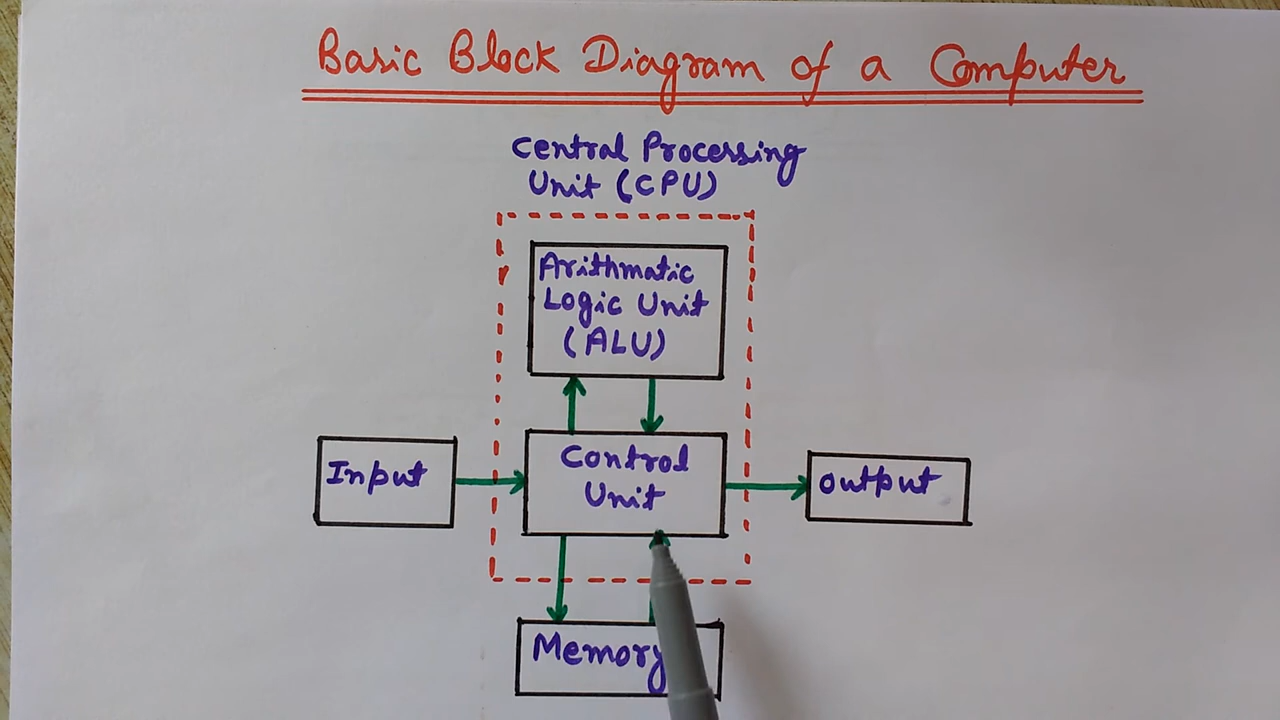 Basic Block Diagram of a Computer
Central Processing
Unit (CPU)
Arithmatic
Logic Unit
(ALU)
Control
Unit
Input
output
Memory